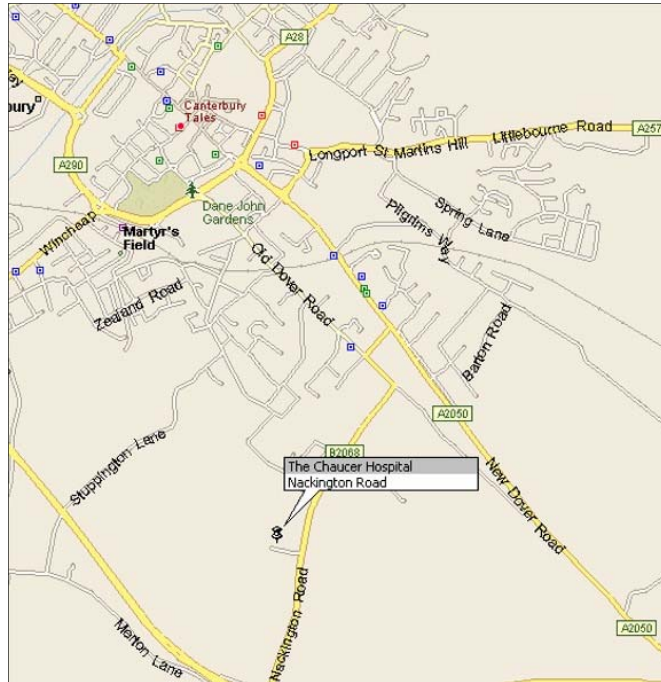 A28
ay
bury
Canterbury
Tales
A257
Longport
St Martins Hill
Littlebourne Road
A290
Dane John
Gardens
Spring Lane
Pilgrims Way
Wincheap
Martyr's
Field
Old Dover Road
Zealand Road
Barton Road
A2050
B2068
The Chaucer Hospital
Nackington Road
Stuppington Lane
New Dover Road
Nackington Road
A2050
Merton Lane